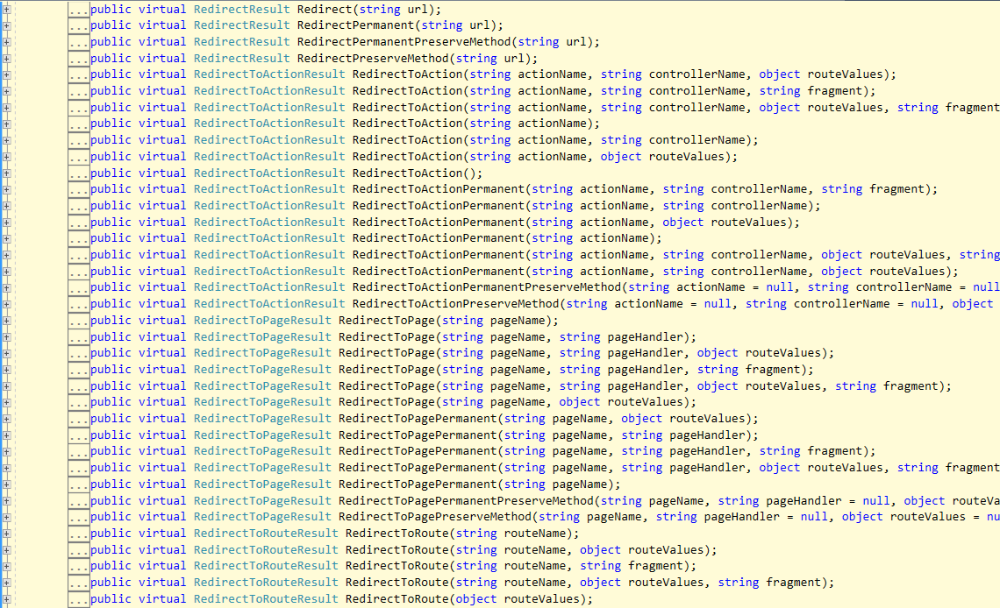 ...public virtual RedirectResult Redirect(string url);
...public virtual RedirectResult RedirectPermanent(string url);
...public virtual RedirectResult RedirectPermanentPreserveMethod(string url);
...public virtual RedirectResult RedirectPreserveMethod(string url);
...public virtual RedirectToActionResult RedirectToAction(string actionName, string controllerName, object routeValues);
...public virtual RedirectToActionResult RedirectToAction(string actionName, string controllerName, string fragment);
...public virtual RedirectToActionResult RedirectToAction(string actionName, string controllerName, object routeValues, string fragment
...public virtual RedirectToActionResult RedirectToAction(string actionName);
...public virtual RedirectToActionResult RedirectToAction(string actionName, string controllerName);
...public virtual RedirectToActionResult RedirectToAction(string actionName, object routeValues);
...public virtual RedirectToActionResult RedirectToAction();
...public virtual RedirectToActionResult RedirectToActionPermanent(string actionName, string controllerName, string fragment);
...public virtual RedirectToActionResult RedirectToActionPermanent(string actionName, string controllerName);
...public virtual RedirectToActionResult RedirectToActionPermanent(string actionName, object routeValues);
...public virtual RedirectToActionResult RedirectToActionPermanent(string actionName);
...public virtual RedirectToActionResult RedirectToActionPermanent(string actionName, string controllerName, object routeValues, string
...public virtual RedirectToActionResult RedirectToActionPermanent(string actionName, string controllerName, object routeValues);
...public virtual RedirectToActionResult RedirectToActionPermanentPreserveMethod(string actionName = null, string controllerName = null
...public virtual RedirectToActionResult RedirectToActionPreserveMethod(string actionName = null, string controllerName = null, object
...public virtual RedirectToPageResult RedirectToPage(string pageName);
...public virtual RedirectToPageResult RedirectToPage(string pageName, string pageHandler);
...public virtual RedirectToPageResult RedirectToPage(string pageName, string pageHandler, object routeValues);
...public virtual RedirectToPageResult RedirectToPage(string pageName, string pageHandler, string fragment);
...public virtual RedirectToPageResult RedirectToPage(string pageName, string pageHandler, object routeValues, string fragment);
...public virtual RedirectToPageResult RedirectToPage(string pageName, object routeValues);
...public virtual RedirectToPageResult RedirectToPagePermanent(string pageName, object routeValues);
...public virtual RedirectToPageResult RedirectToPagePermanent(string pageName, string pageHandler);
...public virtual RedirectToPageResult RedirectToPagePermanent(string pageName, string pageHandler, string fragment);
...public virtual RedirectToPageResult RedirectToPagePermanent(string pageName, string pageHandler, object routeValues, string fragment
...public virtual RedirectToPageResult RedirectToPagePermanent(string pageName);
...public virtual RedirectToPageResult RedirectToPagePermanentPreserveMethod(string pageName, string pageHandler = null, object routeVa
...public virtual RedirectToPageResult RedirectToPagePreserveMethod(string pageName, string pageHandler = null, object routeValues = nu
...public virtual RedirectToRouteResult RedirectToRoute(string routeName);
...public virtual RedirectToRouteResult RedirectToRoute(string routeName, object routeValues);
...public virtual RedirectToRouteResult RedirectToRoute(string routeName, string fragment);
...public virtual RedirectToRouteResult RedirectToRoute(string routeName, object routeValues, string fragment);
...public virtual RedirectToRouteResult RedirectToRoute(object routeValues);